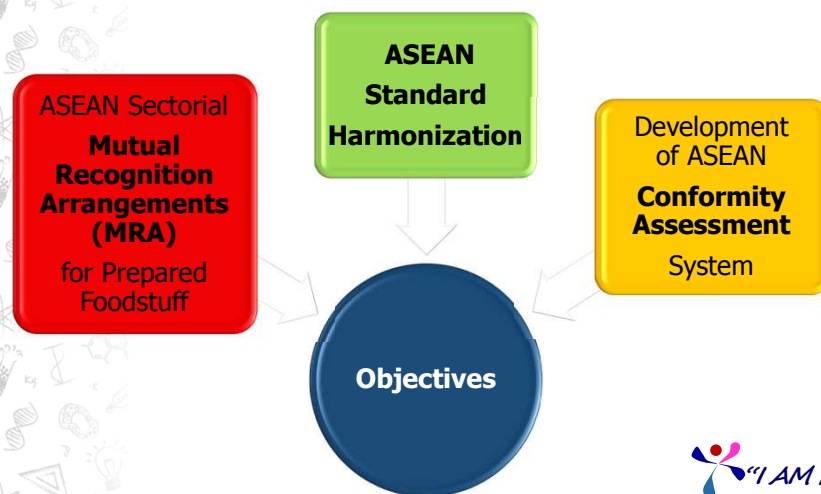 ASEAN Sectorial
Mutual
Recognition
Arrangements
(MRA)
for Prepared
Foodstuff
ASEAN
Standard
Harmonization
Development
of ASEAN
Conformity
Assessment
System
Objectives
"I AM